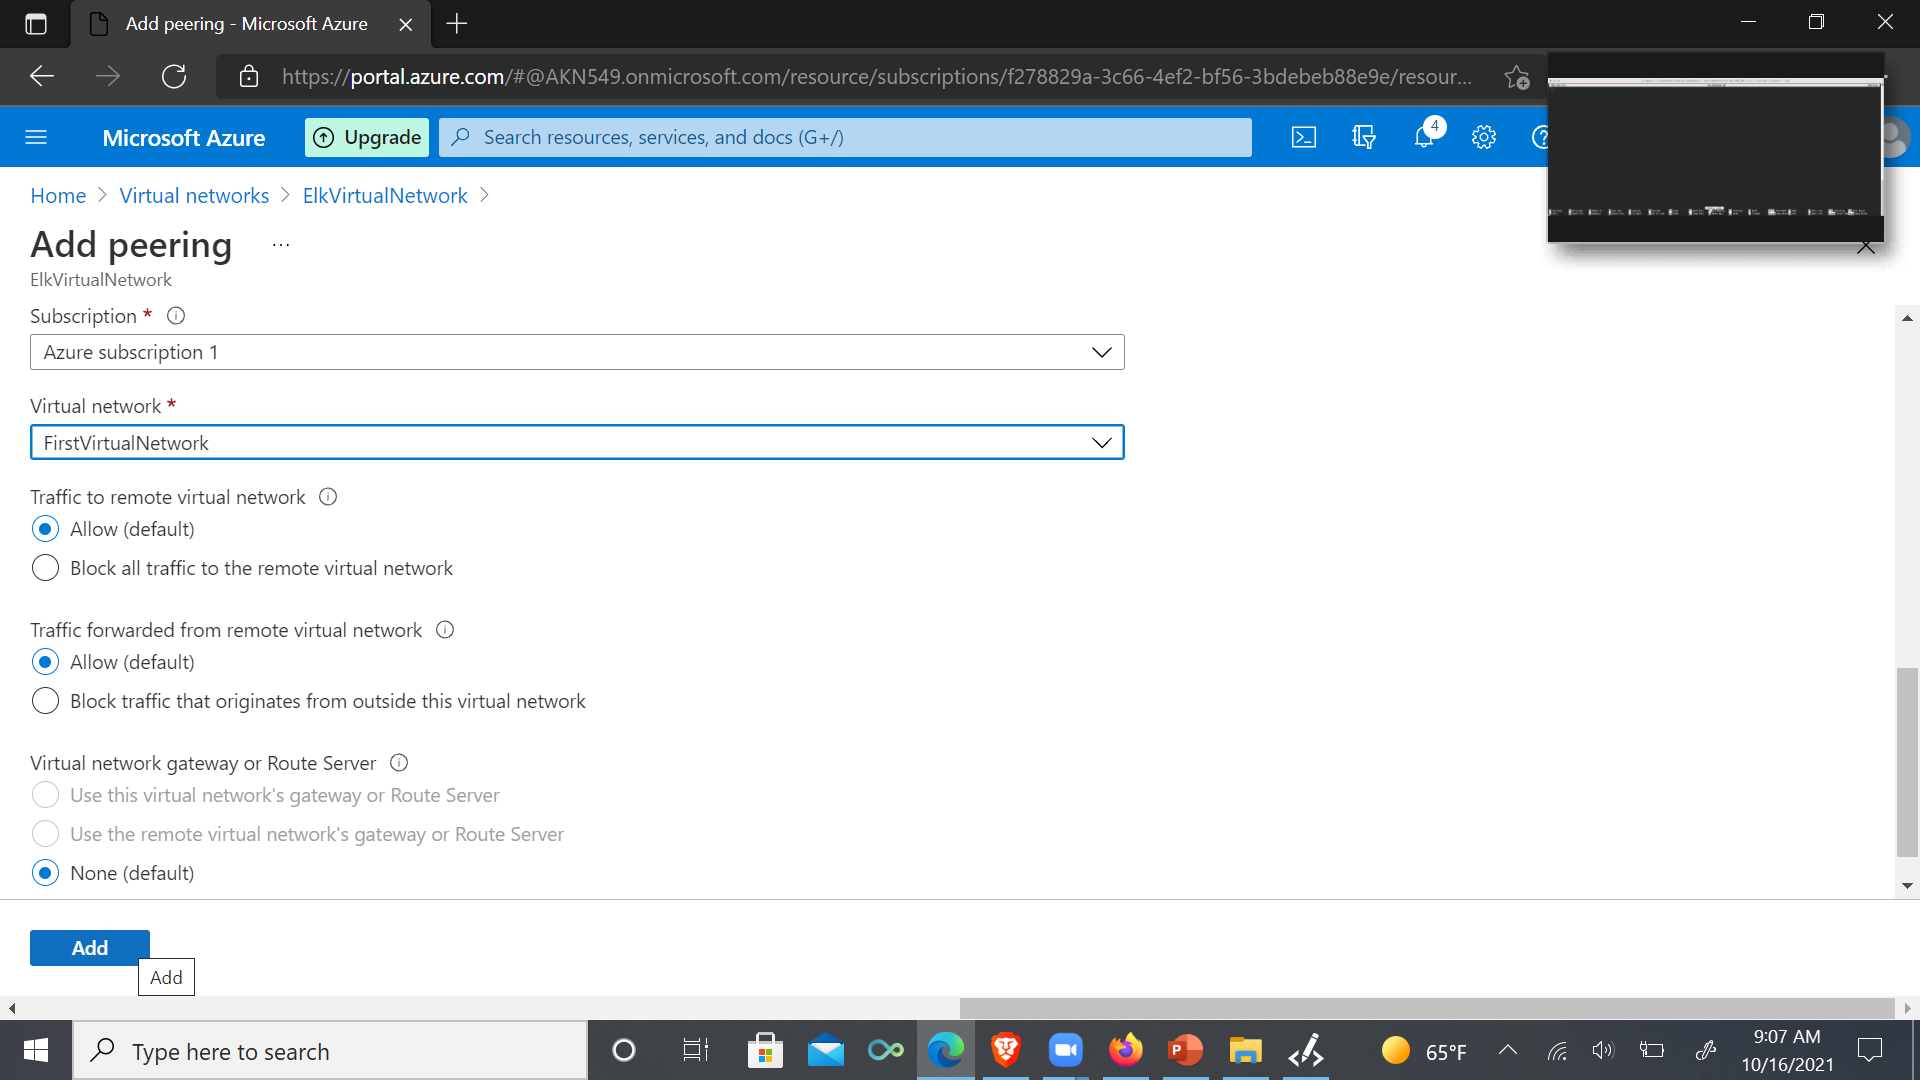 Add peering - Microsoft Azure
https://portal.azure.com/#@AKN549.onmicrosoft.com/resource/subscriptions/f278829a-3c66-4ef2-bf56-3bdebeb88e9e/resour...
Microsoft Azure
Upgrade
Search resources, services, and docs (G+/)
4
Home > Virtual networks > ElkVirtualNetwork >
Add peering ...
ElkVirtualNetwork
Subscription *
Azure subscription 1
Virtual network *
FirstVirtualNetwork
Traffic to remote virtual network
Allow (default)
Block all traffic to the remote virtual network
Traffic forwarded from remote virtual network
Allow (default)
Block traffic that originates from outside this virtual network
Virtual network gateway or Route Server
Use this virtual network's gateway or Route Server
Use the remote virtual network's gateway or Route Server
None (default)
Add
Add
Type here to search
65°F
9:07 AM
10/16/2021